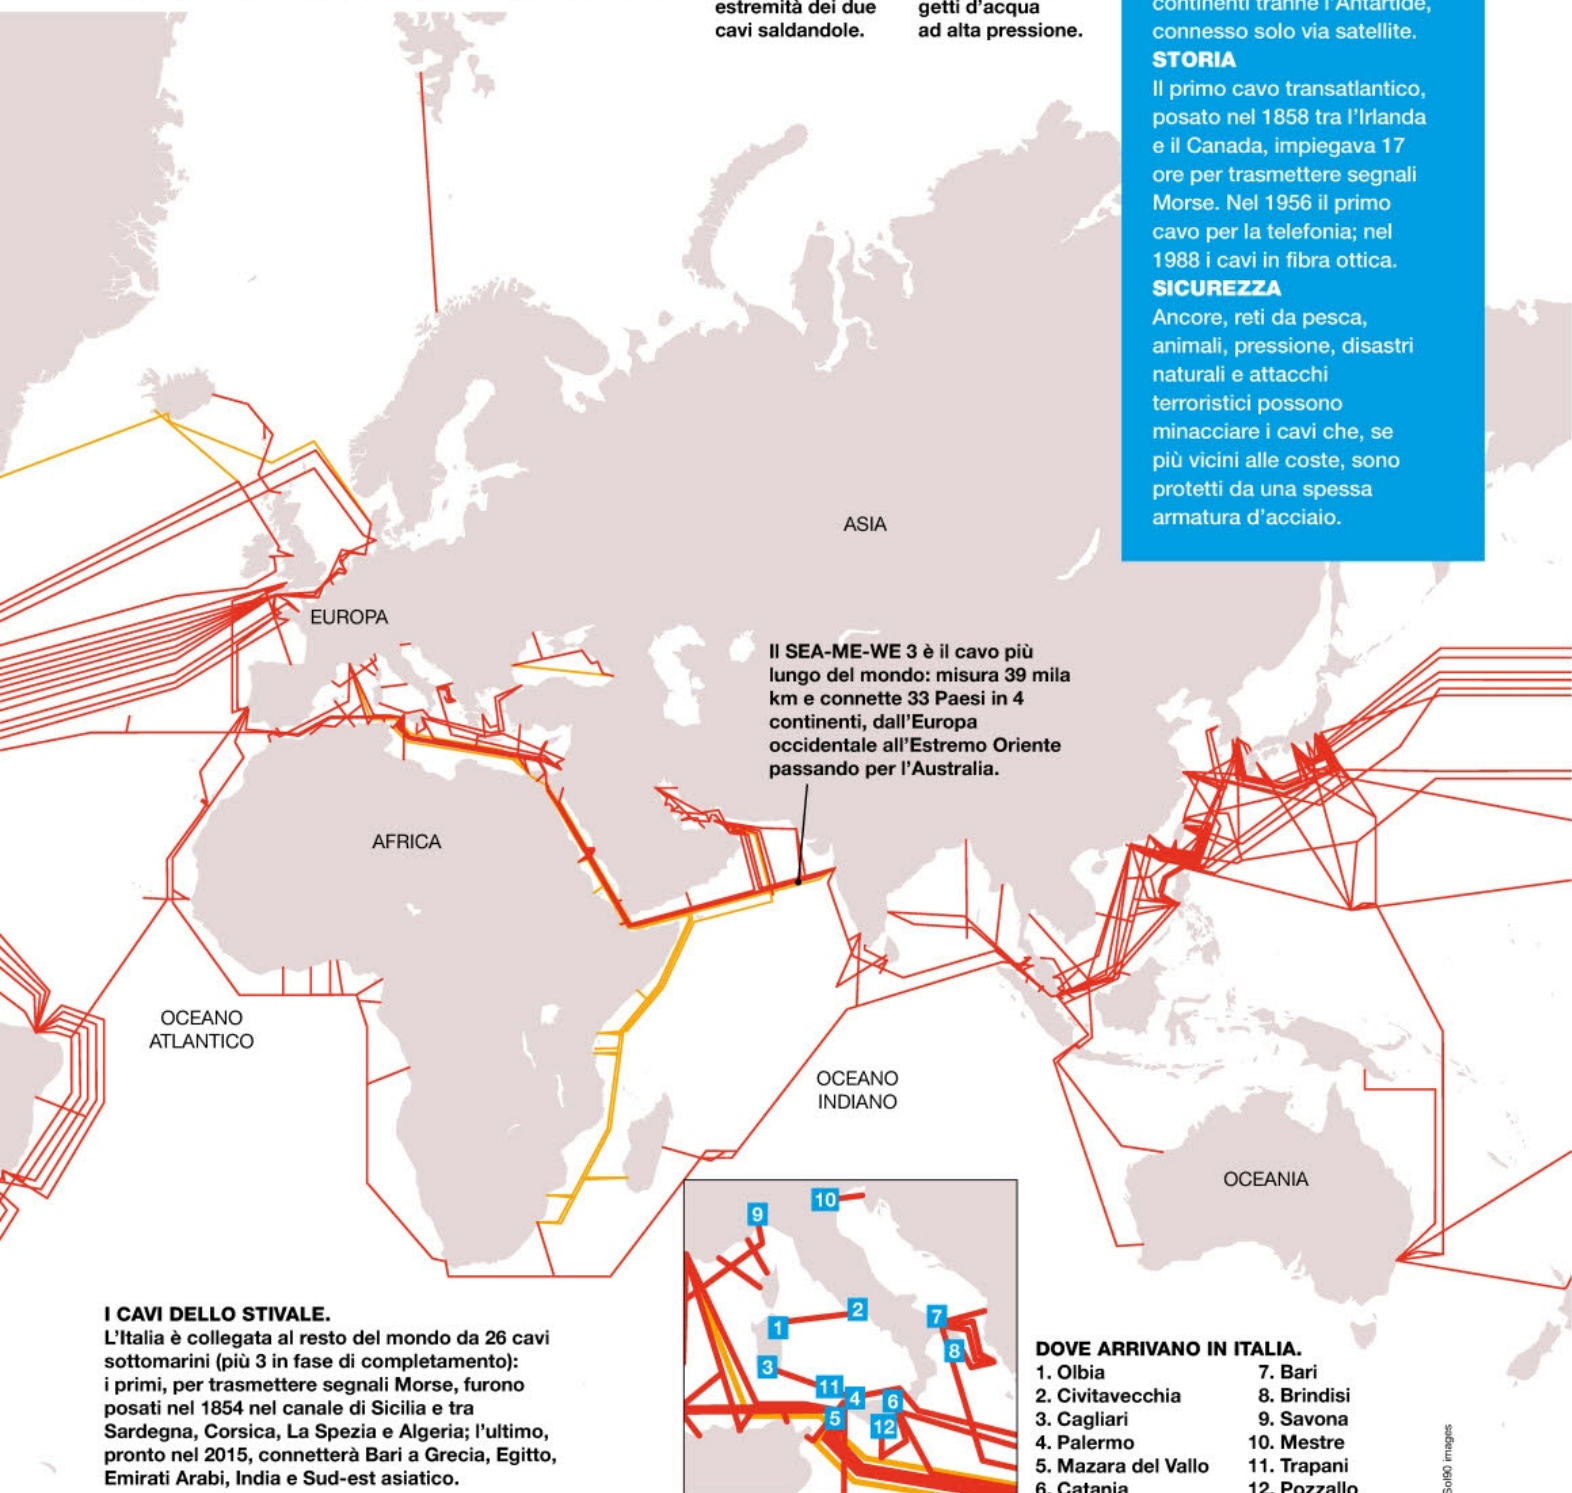 estremità dei due
cavi saldandole.
getti d'acqua
ad alta pressione.
continenti tranne l'Antartide,
connesso solo via satellite.
STORIA
Il primo cavo transatlantico,
posato nel 1858 tra l'Irlanda
e il Canada, impiegava 17
ore per trasmettere segnali
Morse. Nel 1956 il primo
cavo per la telefonia; nel
1988 i cavi in fibra ottica.
SICUREZZA
Ancore, reti da pesca,
animali, pressione, disastri
naturali e attacchi
terroristici possono
minacciare i cavi che, se
più vicini alle coste, sono
protetti da una spessa
armatura d'acciaio.
ASIA
EUROPA
Il SEA-ME-WE 3 è il cavo più
lungo del mondo: misura 39 mila
km e connette 33 Paesi in 4
continenti, dall'Europa
occidentale all'Estremo Oriente
passando per l'Australia.
AFRICA
OCEANO
ATLANTICO
OCEANO
INDIANO
OCEANIA
I CAVI DELLO STIVALE.
L'Italia è collegata al resto del mondo da 26 cavi
sottomarini (più 3 in fase di completamento):
i primi, per trasmettere segnali Morse, furono
posati nel 1854 nel canale di Sicilia e tra
Sardegna, Corsica, La Spezia e Algeria; l'ultimo,
pronto nel 2015, connetterà Bari a Grecia, Egitto,
Emirati Arabi, India e Sud-est asiatico.
10
9
2
1
7
8
3
11
4
6
5
12
DOVE ARRIVANO IN ITALIA.
1. Olbia
2. Civitavecchia
3. Cagliari
4. Palermo
5. Mazara del Vallo
6. Catania
7. Bari
8. Brindisi
9. Savona
10. Mestre
11. Trapani
12. Pozzallo
Sol90 images